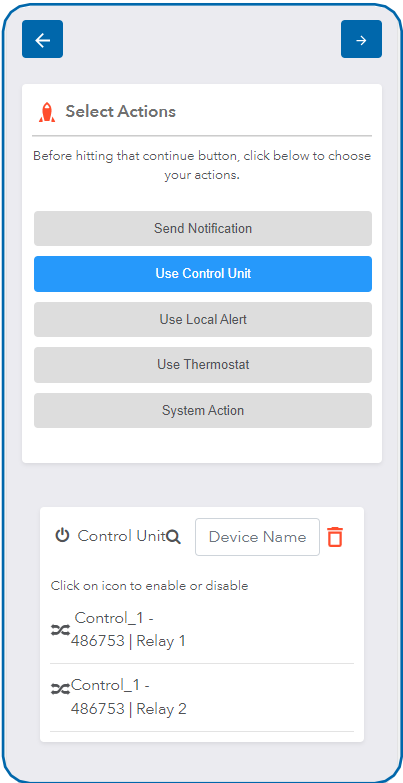 Select Actions
Before hitting that continue button, click below to choose
your actions.
Send Notification
Use Control Unit
Use Local Alert
Use Thermostat
System Action
Control Unit Device Name
Click on icon to enable or disable
Control_1 -
486753 | Relay 1
Control_1 -
486753 | Relay 2